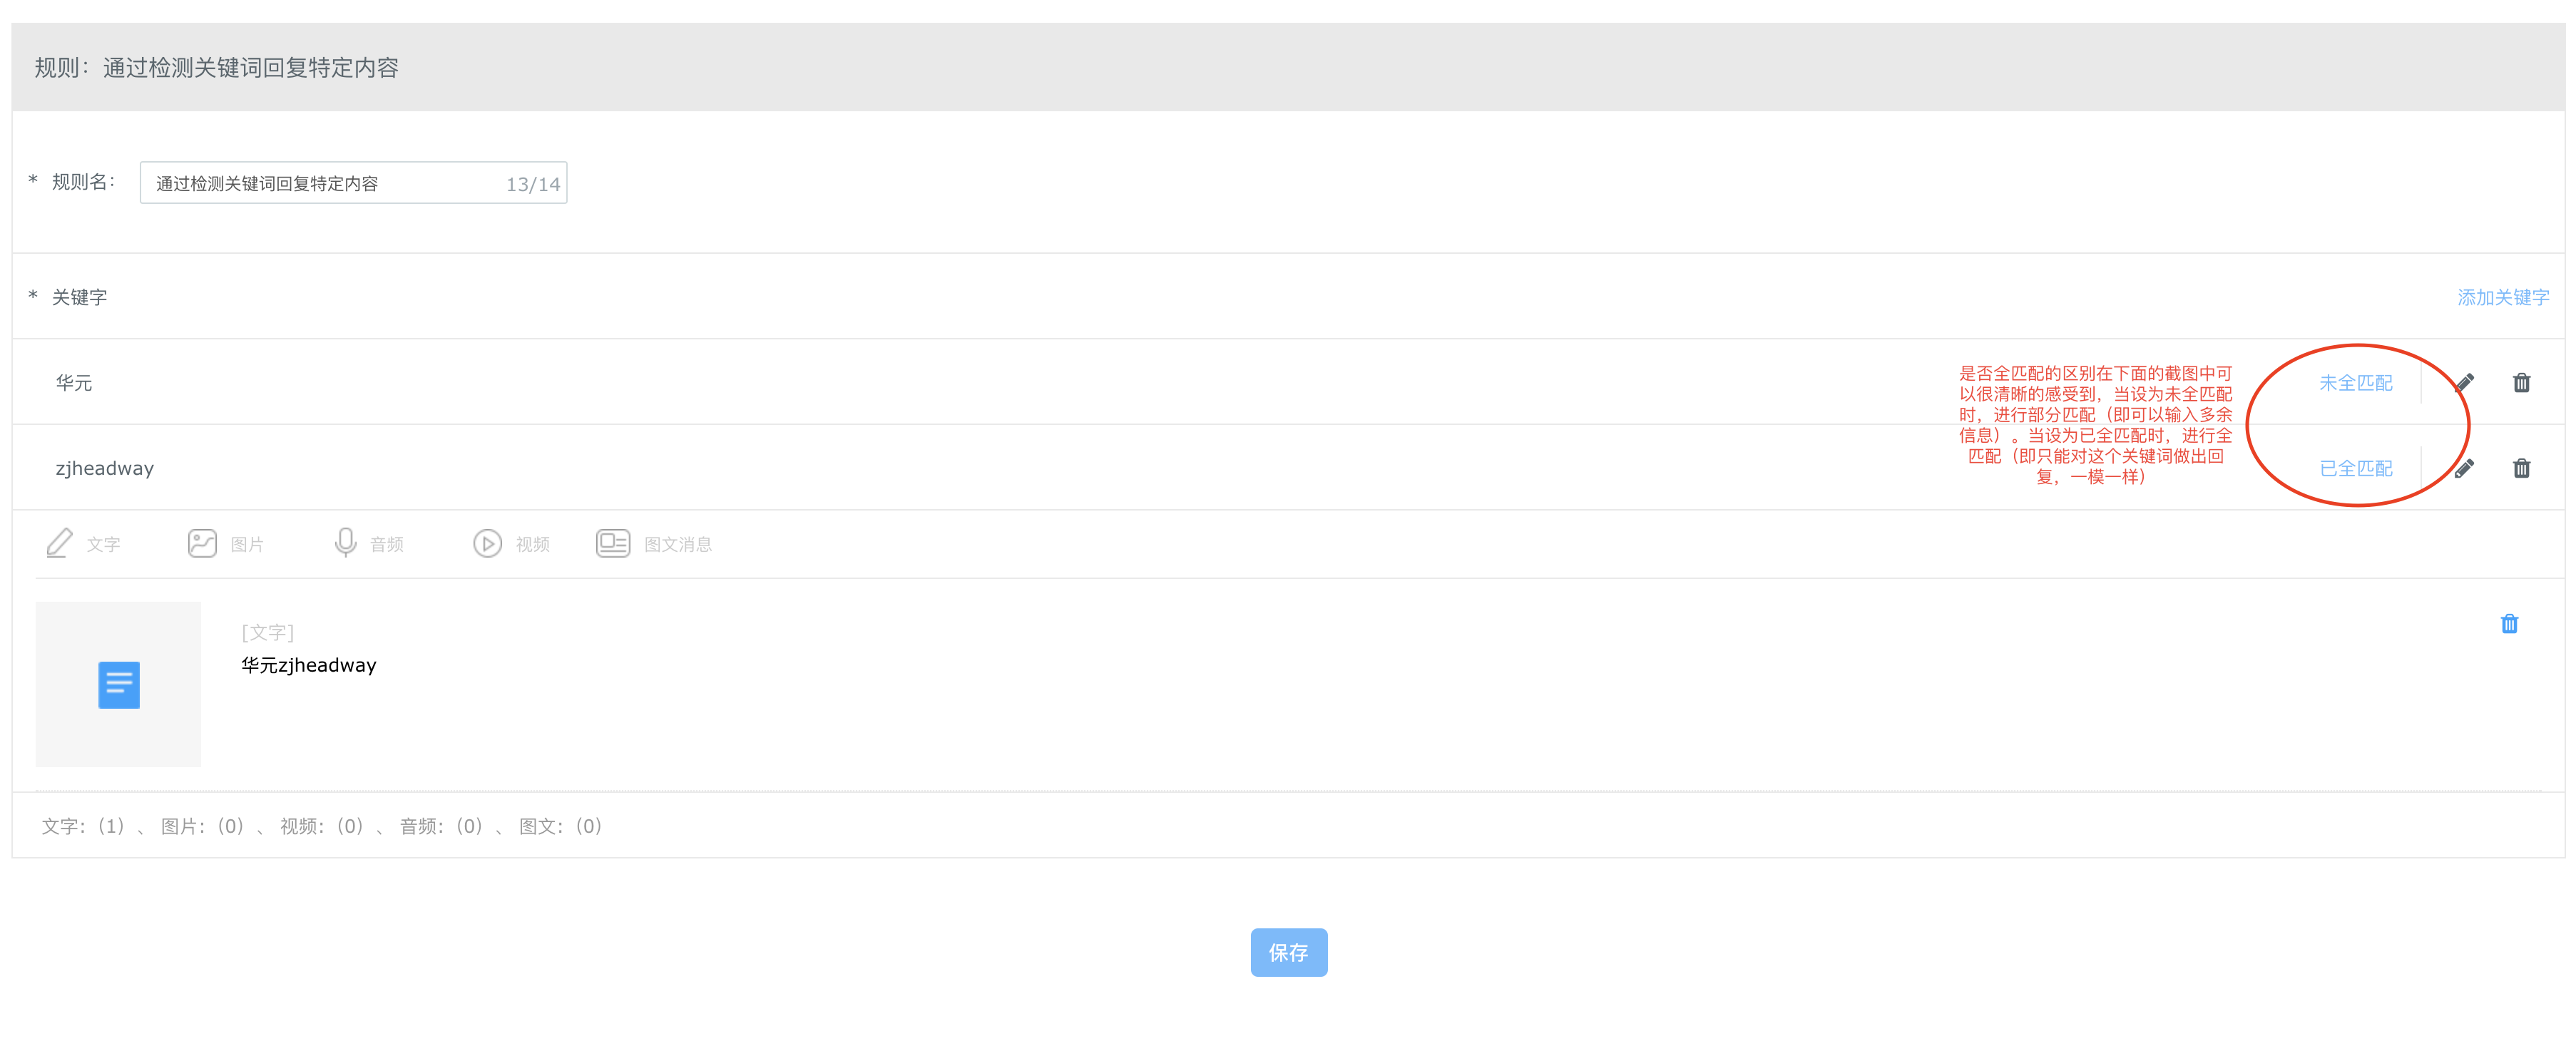 规则：通过检测关键词回复特定内容
* 规则名： 通过检测关键词回复特定内容 13/14
* 关键字 添加关键字
华元 未全匹配
是否全匹配的区别在下面的截图中可
以很清晰的感受到，当设为未全匹配
时，进行部分匹配（即可以输入多余
信息）。当设为已全匹配时，进行全
匹配（即只能对这个关键词做出回
复，一模一样）
zjheadway 已全匹配
文字 图片 音频 视频 图文消息
[文字]
华元zjheadway
文字：（1）、 图片：（0）、 视频：（0）、 音频：（0）、 图文：（0）
保存